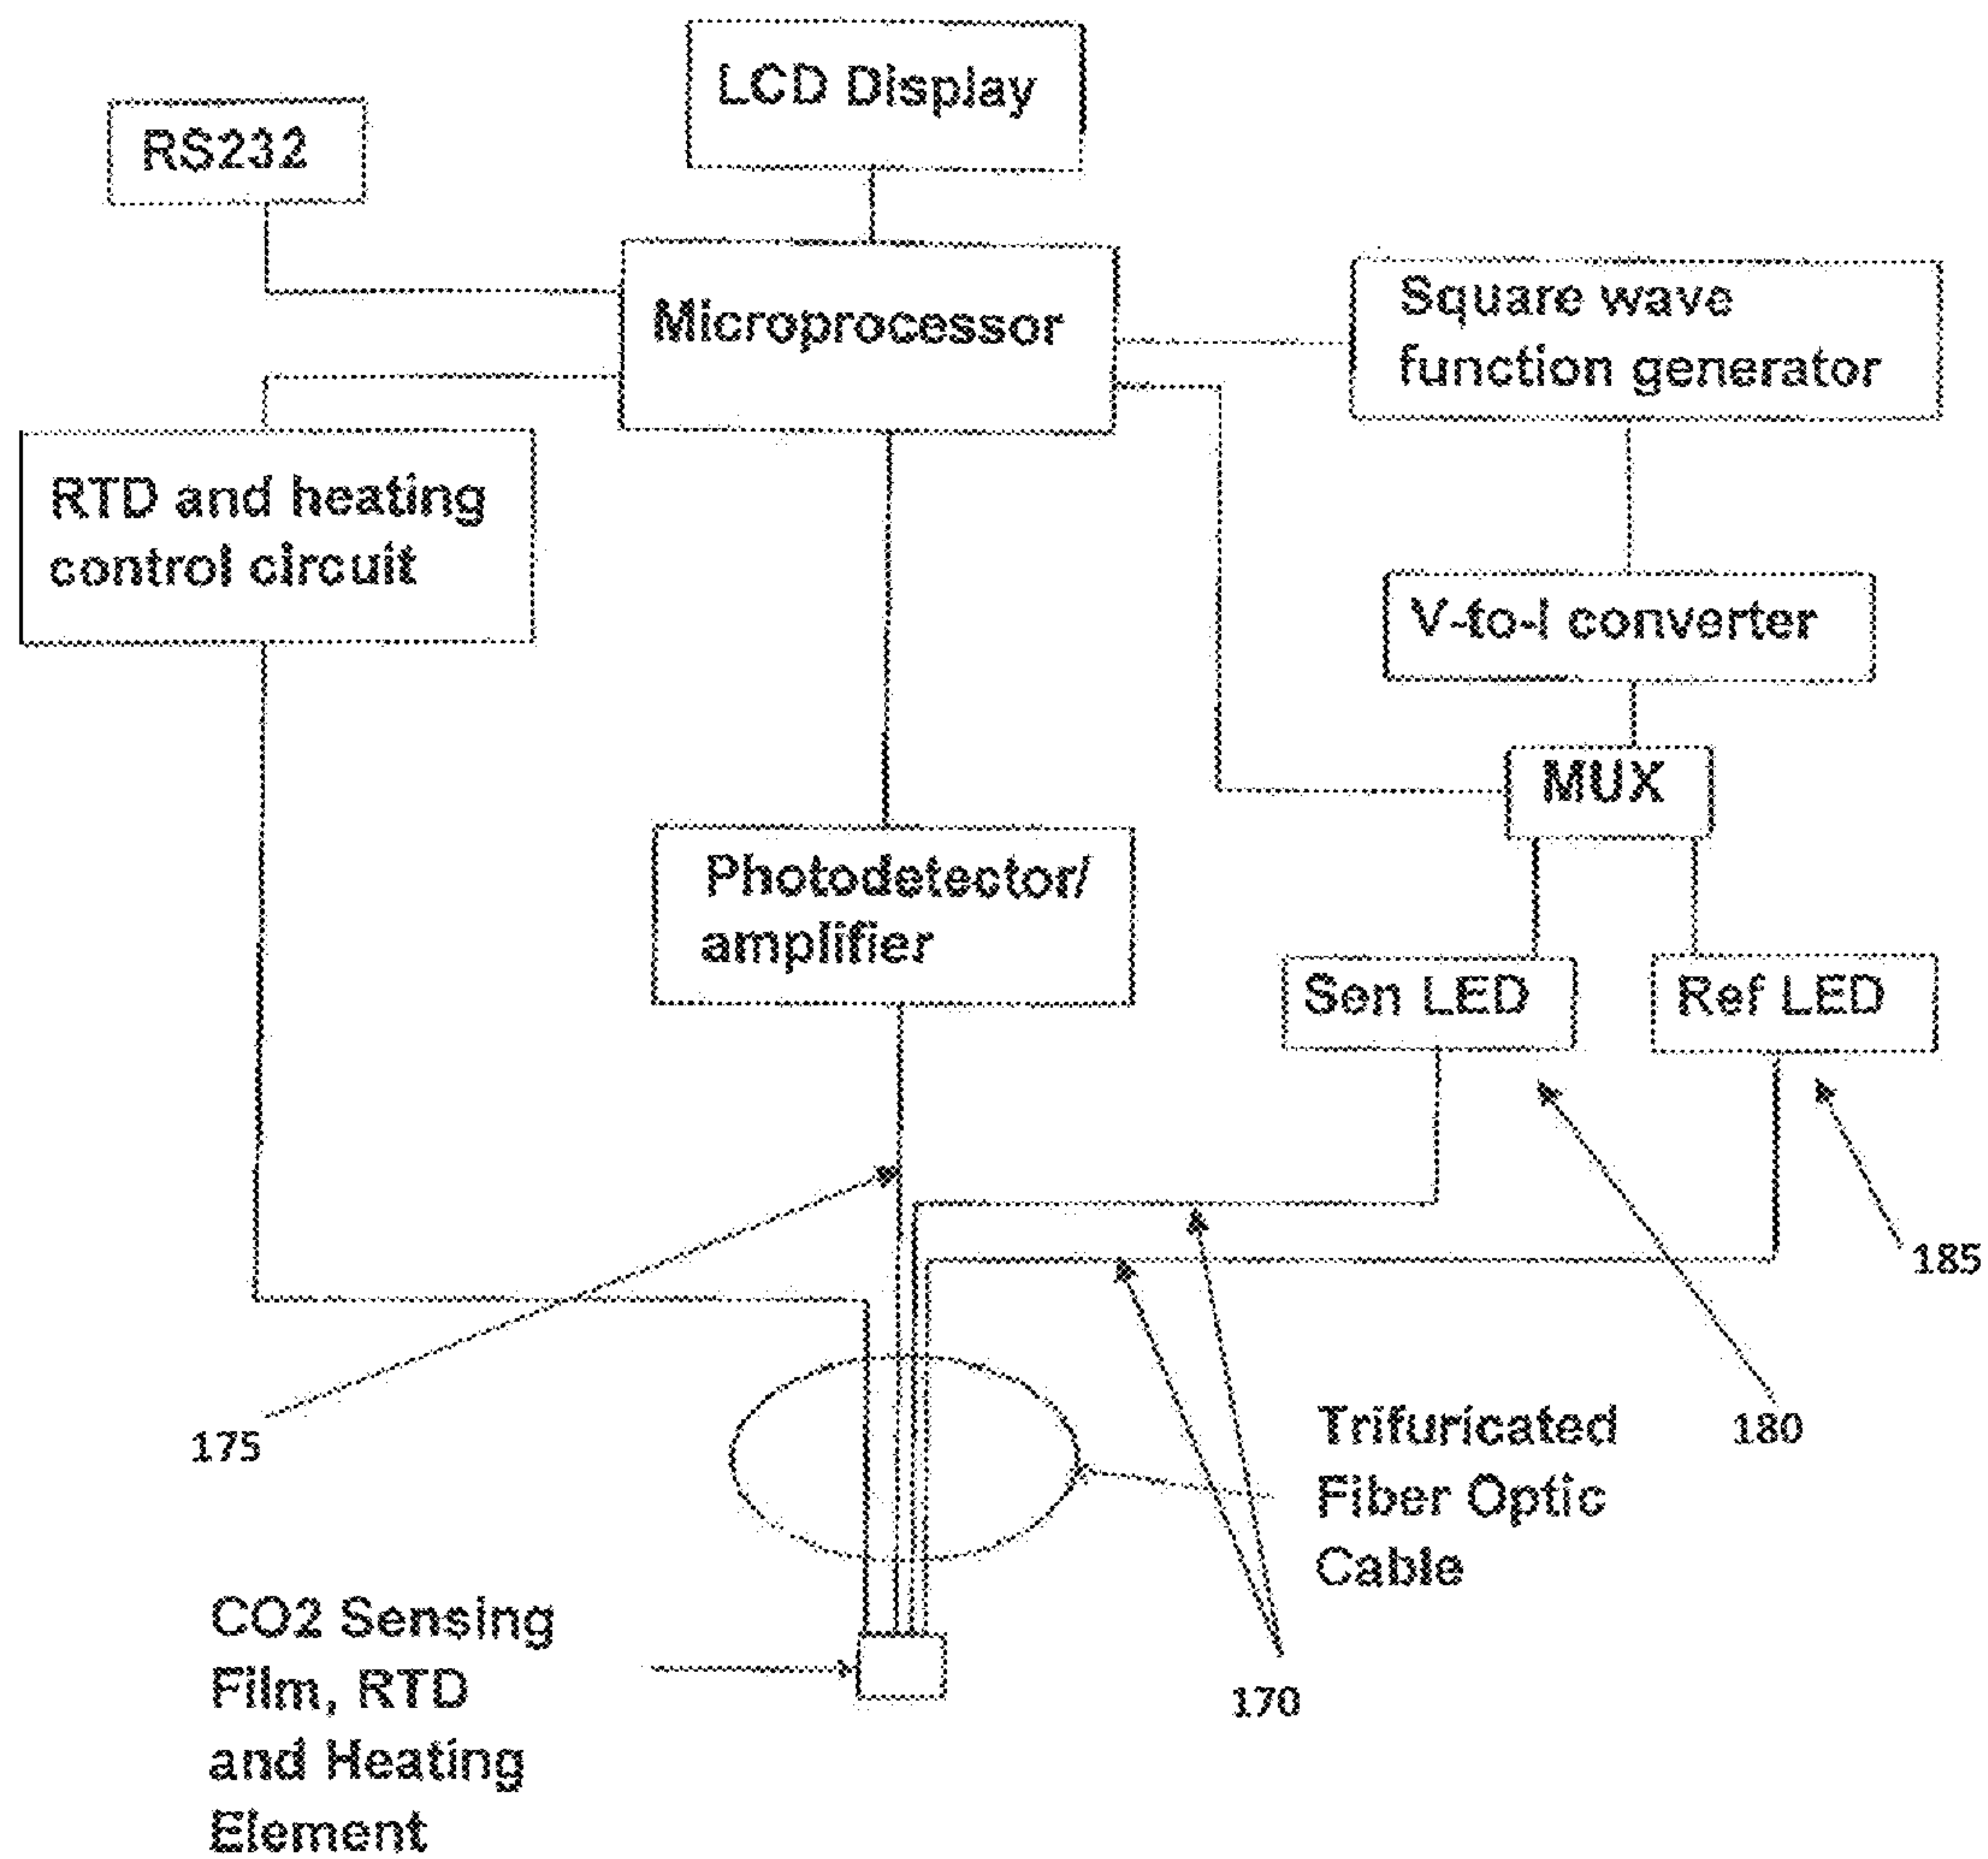 LCD Display
RS232
Microprocessor
Square wave
function generator
RTD and heating
control circuit
V-to-I converter
MUX
Photodetector/
amplifier
Sen LED
Ref LED
185
175
Trifuricated
Fiber Optic
Cable
180
CO2 Sensing
Film, RTD
and Heating
Element
170